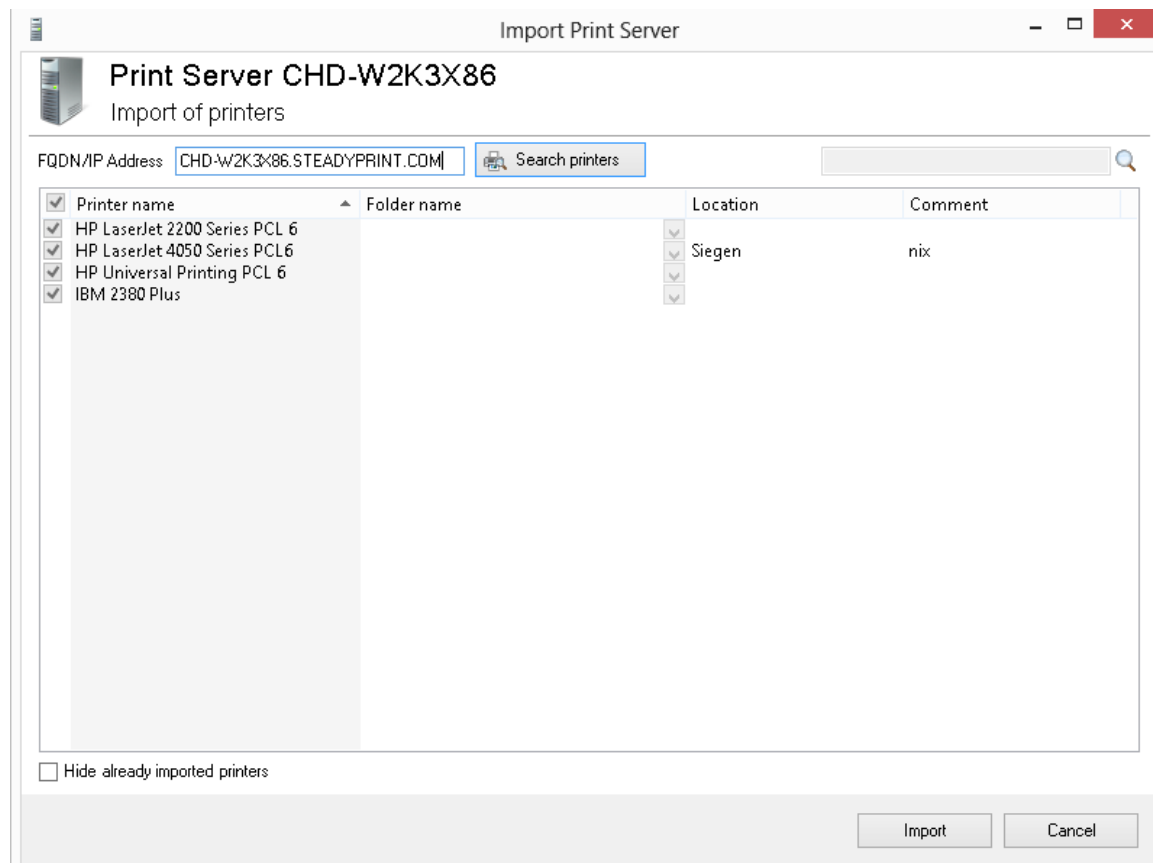 Import Print Server
Print Server CHD-W2K3X86
Import of printers
FQDN/IP Address CHD-W2K3X86.STEADYPRINT.COM Search printers
Printer name Folder name Location Comment
HP LaserJet 2200 Series PCL 6
HP LaserJet 4050 Series PCL6 Siegen nix
HP Universal Printing PCL 6
IBM 2380 Plus
Hide already imported printers
Import Cancel